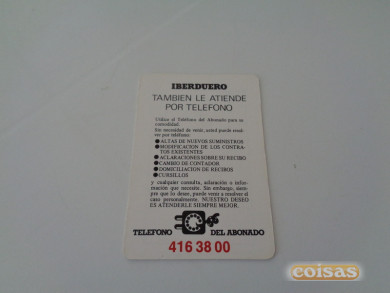 IBERDUERO
TAMBIEN LE ATIENDE
POR TELEFONO
Utilice el Telefono del Abonado para su
comodidad.
Sin necesidad de venir, usted puede resol-
ver por teléfono:
●ALTAS DE NUEVOS SUMINISTROS
●MODIFICACION DE LOS CONTRA-
TOS EXISTENTES
●ACLARACIONES SOBRE SU RECIBO
●CAMBIO DE CONTADOR
●DOMICILIACION DE RECIBOS
●CURSILLOS
y cualquier consulta, aclaración o infor-
mación que necesite. Sin embargo, siem-
pre que lo desee, puede venir a resolver el
caso personalmente. NUESTRO DESEO
ES ATENDERLE SIEMPRE MEJOR.
TELEFONO DEL ABONADO
416 38 00
coisas